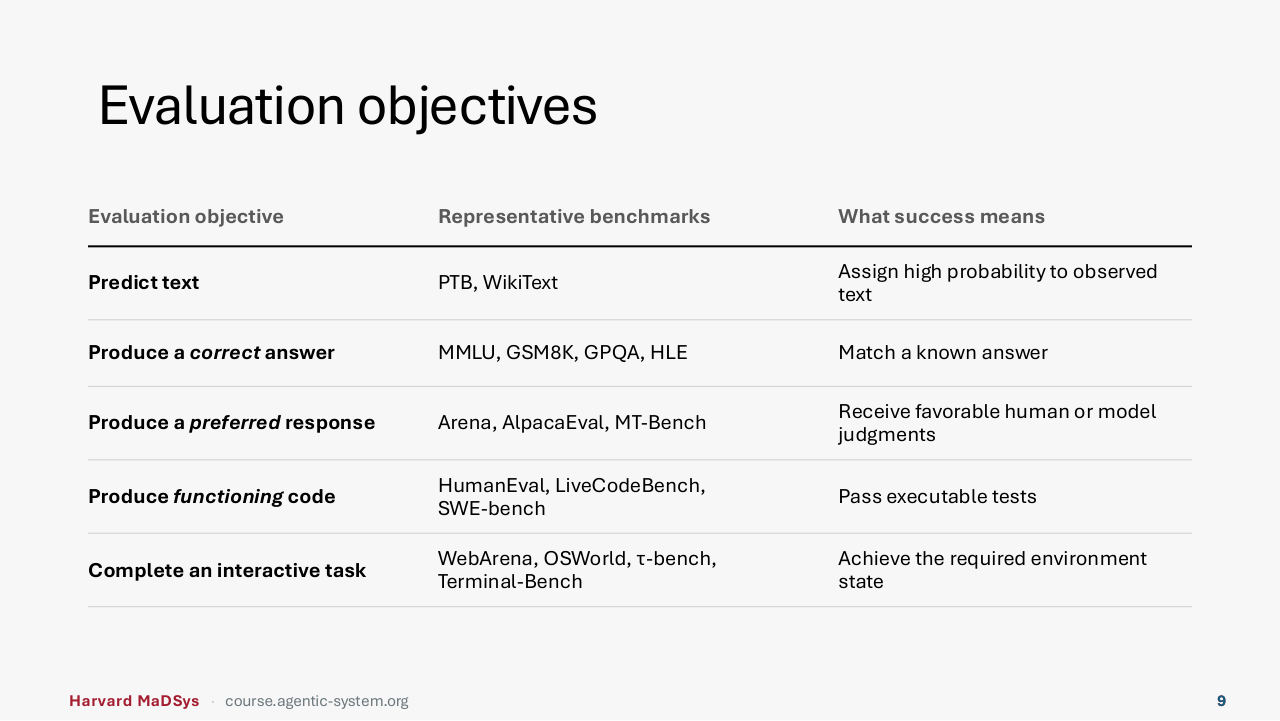 Evaluation objectives
Evaluation objective
Representative benchmarks
What success means
Predict text
PTB, WikiText
Assign high probability to observed
text
Produce a correct answer
MMLU, GSM8K, GPQA, HLE
Match a known answer
Produce a preferred response
Arena, AlpacaEval, MT-Bench
Receive favorable human or model
judgments
Produce functioning code
HumanEval, LiveCodeBench,
SWE-bench
Pass executable tests
Complete an interactive task
WebArena, OSWorld, τ-bench,
Terminal-Bench
Achieve the required environment
state
Harvard MaDSys · course.agentic-system.org
9